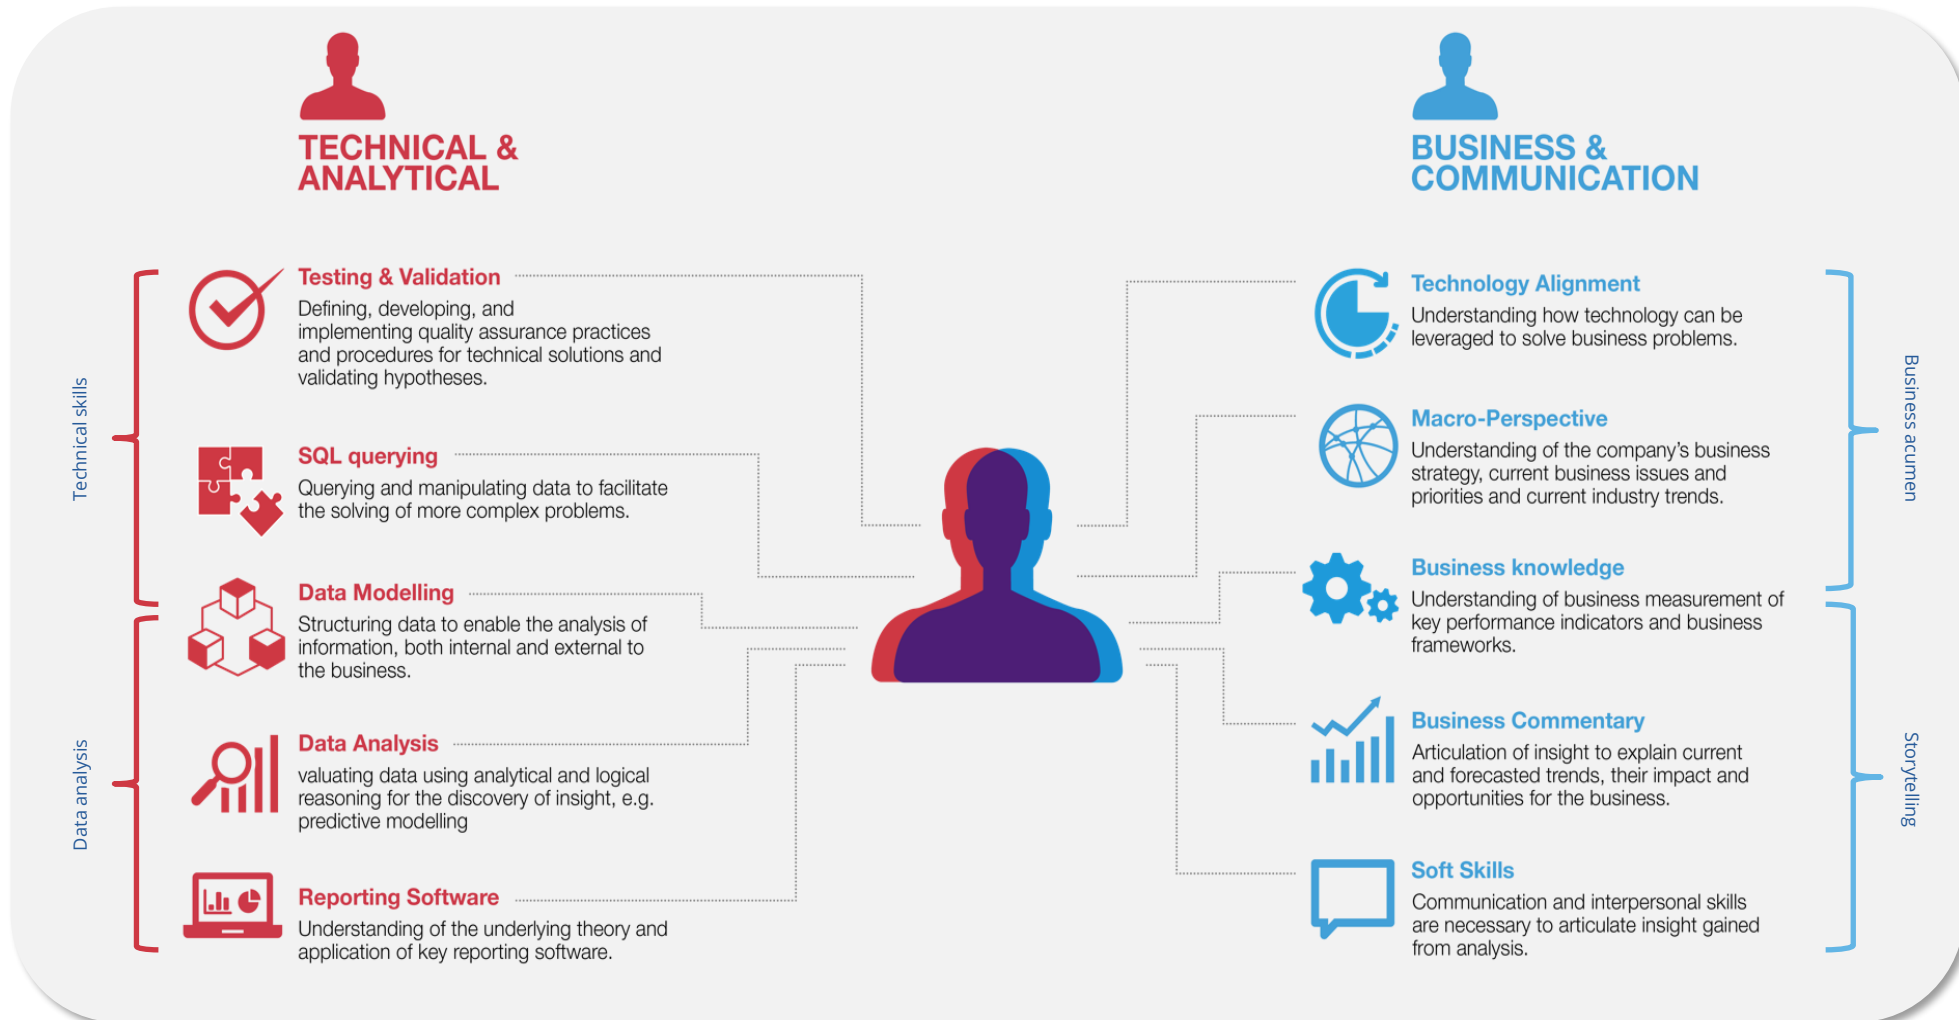 TECHNICAL &
ANALYTICAL
Technical skills
Testing & Validation
Defining, developing, and
implementing quality assurance practices
and procedures for technical solutions and
validating hypotheses.
SQL querying
Querying and manipulating data to facilitate
the solving of more complex problems.
Data Modelling
Structuring data to enable the analysis of
information, both internal and external to
the business.
Data analysis
Data Analysis
valuating data using analytical and logical
reasoning for the discovery of insight, e.g.
predictive modelling
Reporting Software
Understanding of the underlying theory and
application of key reporting software.
BUSINESS &
COMMUNICATION
Technology Alignment
Understanding how technology can be
leveraged to solve business problems.
Macro-Perspective
Understanding of the company's business
strategy, current business issues and
priorities and current industry trends.
Business knowledge
Understanding of business measurement of
key performance indicators and business
frameworks.
Business acumen
Business Commentary
Articulation of insight to explain current
and forecasted trends, their impact and
opportunities for the business.
Soft Skills
Communication and interpersonal skills
are necessary to articulate insight gained
from analysis.
Storytelling